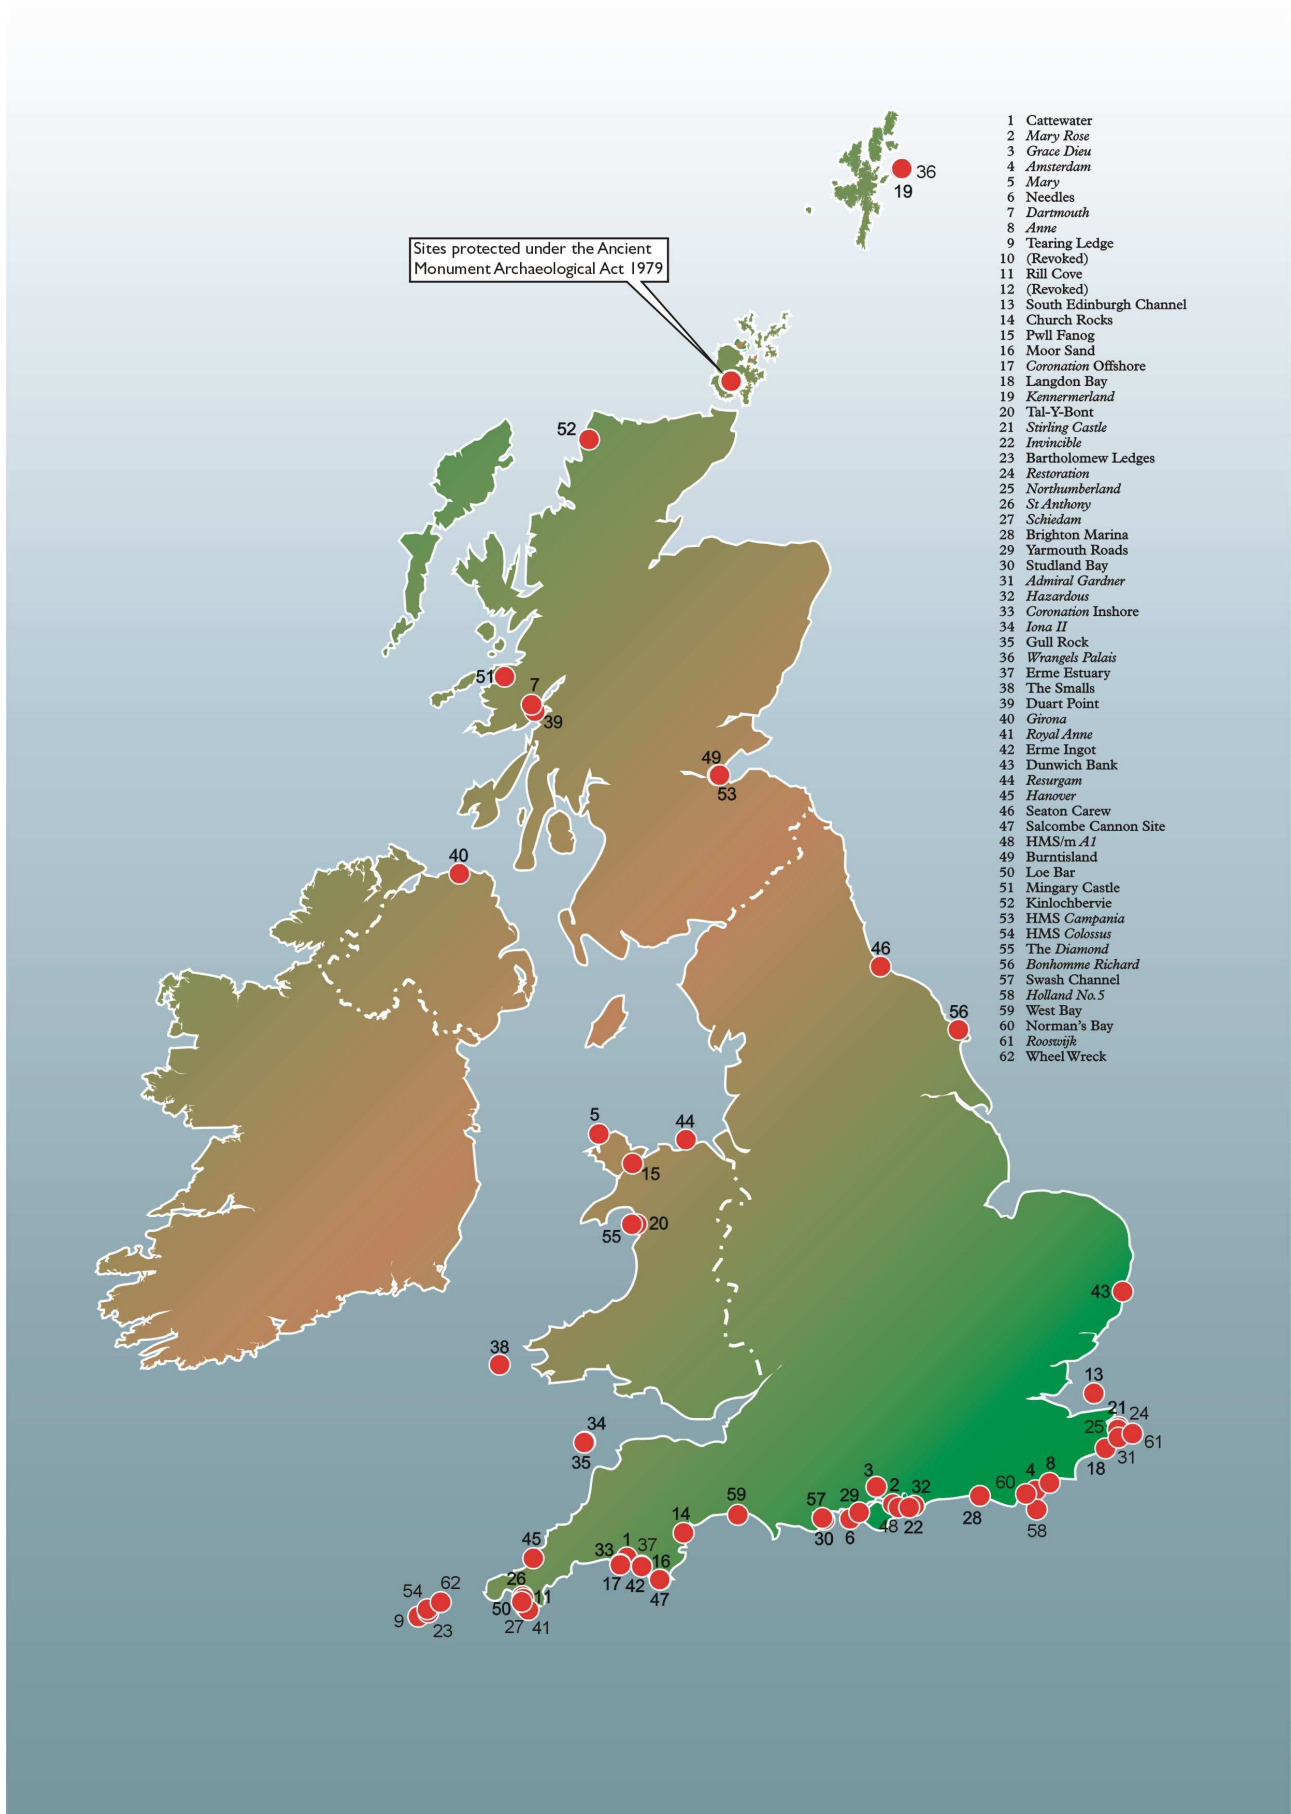 1 Cattewater
2 Mary Rose
3 Grace Dieu
4 Amsterdam
5 Mary
6 Needles
7 Dartmouth
8 Anne
9 Tearing Ledge
10 (Revoked)
11 Rill Cove
12 (Revoked)
13 South Edinburgh Channel
14 Church Rocks
15 Pwll Fanog
16 Moor Sand
17 Coronation Offshore
18 Langdon Bay
19 Kennermerland
20 Tal-Y-Bont
21 Stirling Castle
22 Invincible
23 Bartholomew Ledges
24 Restoration
25 Northumberland
26 St Anthony
27 Schiedam
28 Brighton Marina
29 Yarmouth Roads
30 Studland Bay
31 Admiral Gardner
32 Hazardous
33 Coronation Inshore
34 Iona II
35 Gull Rock
36 Wrangels Palais
37 Erme Estuary
38 The Smalls
39 Duart Point
40 Girona
41 Royal Anne
42 Erme Ingot
43 Dunwich Bank
44 Resurgam
45 Hanover
46 Seaton Carew
47 Salcombe Cannon Site
48 HMS/m A1
49 Burntisland
50 Loe Bar
51 Mingary Castle
52 Kinlochbervie
53 HMS Campania
54 HMS Colossus
55 The Diamond
56 Bonhomme Richard
57 Swash Channel
58 Holland No.5
59 West Bay
60 Norman's Bay
61 Rooswijk
62 Wheel Wreck
36
19
Sites protected under the Ancient
Monument Archaeological Act 1979
52
51
7
39
49
53
40
46
56
5
44
15
55
20
43
38
13
34
35
21
24
25
61
31
18
3
2
32
48
22
29
6
57
30
28
60
4
8
58
59
14
45
1
33
37
16
17
42
47
26
11
50
27
41
54
62
9
23